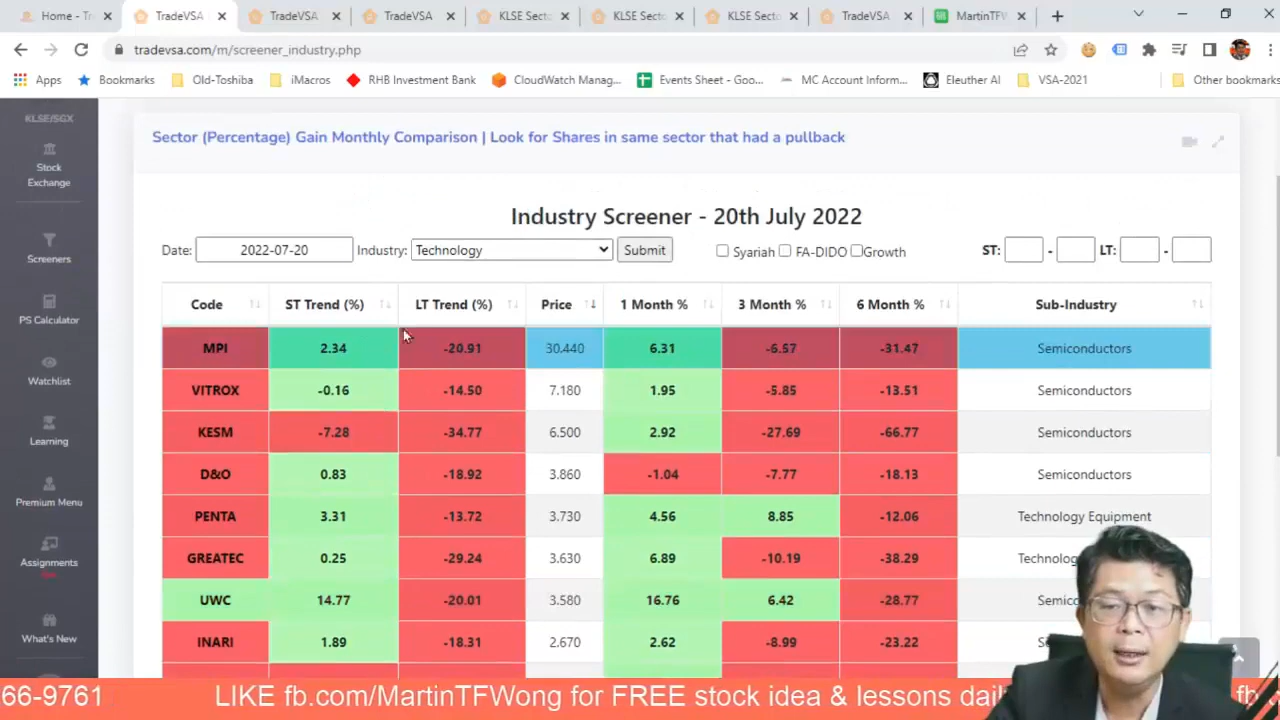 Home - Trad
TradeVSA
TradeVSA
TradeVSA
KLSE Secto
KLSE Secto
KLSE Secto
TradeVSA
MartinTFW
tradevsa.com/m/screener_industry.php
Apps
Bookmarks
Old-Toshiba
iMacros
RHB Investment Bank
CloudWatch Manag...
Events Sheet - Goo...
MC Account Inform...
Eleuther AI
VSA-2021
Other bookmarks
KLSE/SGX
Stock
Exchange
Screeners
PS Calculator
Watchlist
Learning
Premium Menu
Assignments
What's New
Sector (Percentage) Gain Monthly Comparison | Look for Shares in same sector that had a pullback
Industry Screener - 20th July 2022
Date: 2022-07-20 Industry: Technology Submit Syariah FA-DIDO Growth ST: - LT: -
Code ST Trend (%) LT Trend (%) Price 1 Month % 3 Month % 6 Month % Sub-Industry
MPI 2.34 -20.91 30.440 6.31 -6.57 -31.47 Semiconductors
VITROX -0.16 -14.50 7.180 1.95 -5.85 -13.51 Semiconductors
KESM -7.28 -34.77 6.500 2.92 -27.69 -66.77 Semiconductors
D&O 0.83 -18.92 3.860 -1.04 -7.77 -18.13 Semiconductors
PENTA 3.31 -13.72 3.730 4.56 8.85 -12.06 Technology Equipment
GREATEC 0.25 -29.24 3.630 6.89 -10.19 -38.29 Technolog
UWC 14.77 -20.01 3.580 16.76 6.42 -28.77 Semic
INARI 1.89 -18.31 2.670 2.62 -8.99 -23.22 S
66-9761 LIKE fb.com/MartinTFWong for FREE stock idea & lessons dail